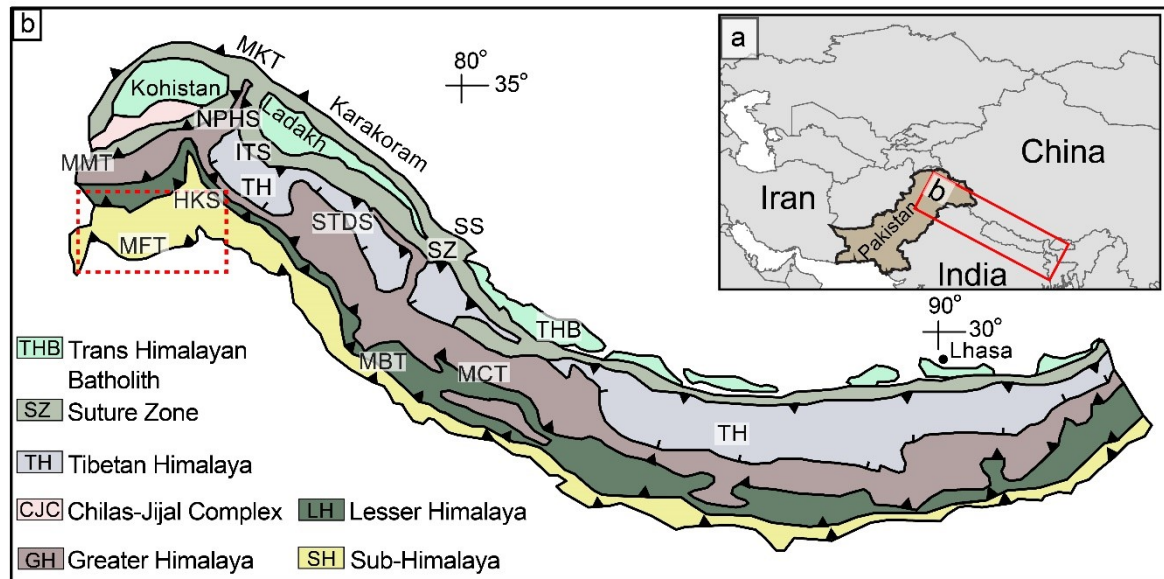 b
a
MKT
80°
35°
Kohistan
NPHS
Ladakh
Karakoram
MMT
ITS
TH
HKS
STDS
SS
SZ
MFT
China
Iran
b
Pakistan
India
THB
90°
30°
Lhasa
MBT
MCT
TH
THB Trans Himalayan
Batholith
SZ Suture Zone
TH Tibetan Himalaya
CJC Chilas-Jijal Complex
LH Lesser Himalaya
GH Greater Himalaya
SH Sub-Himalaya